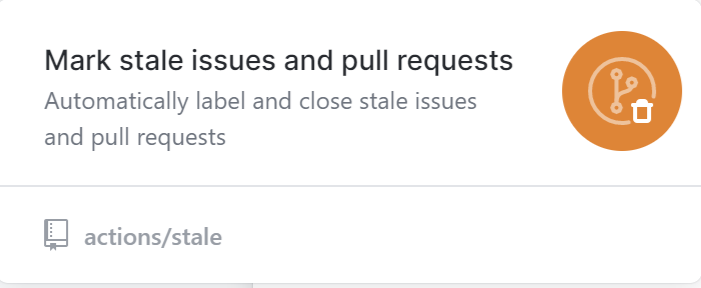 Mark stale issues and pull requests
Automatically label and close stale issues
and pull requests
actions/stale